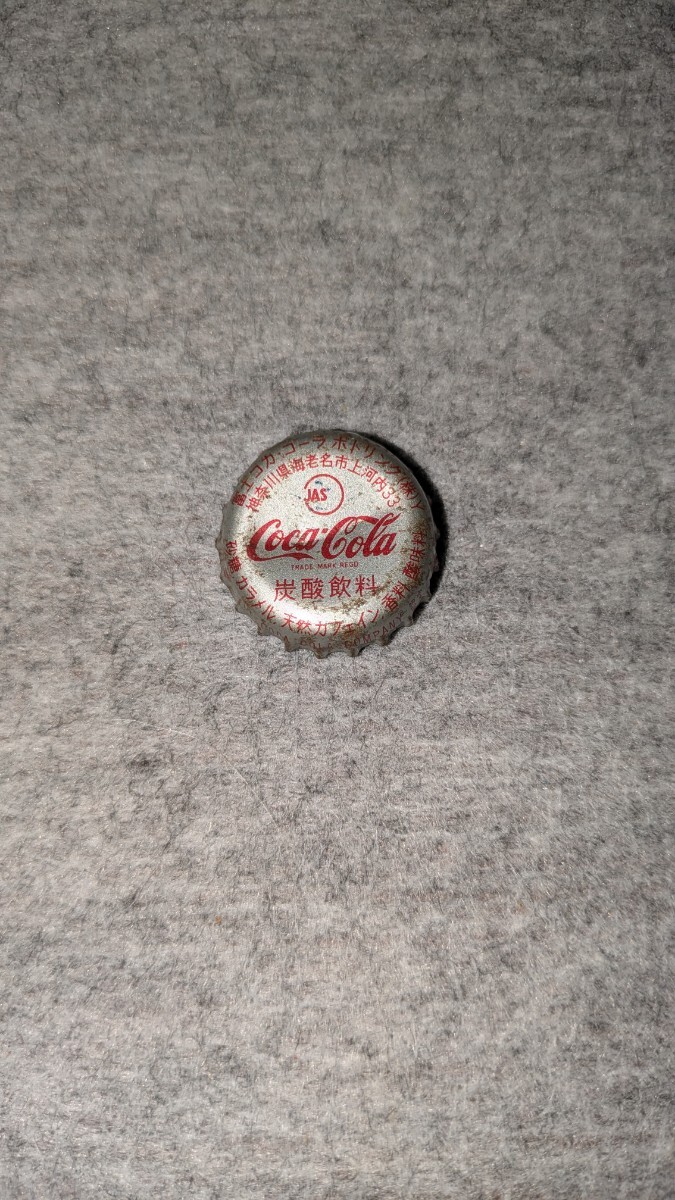 富士コカ・コーラボトリング(株)
神奈川県海老名市上河内33
JAS
Coca-Cola
TRADE MARK REGD
炭酸飲料
砂糖 カラメル 天然カフェイン 香料 酸味料